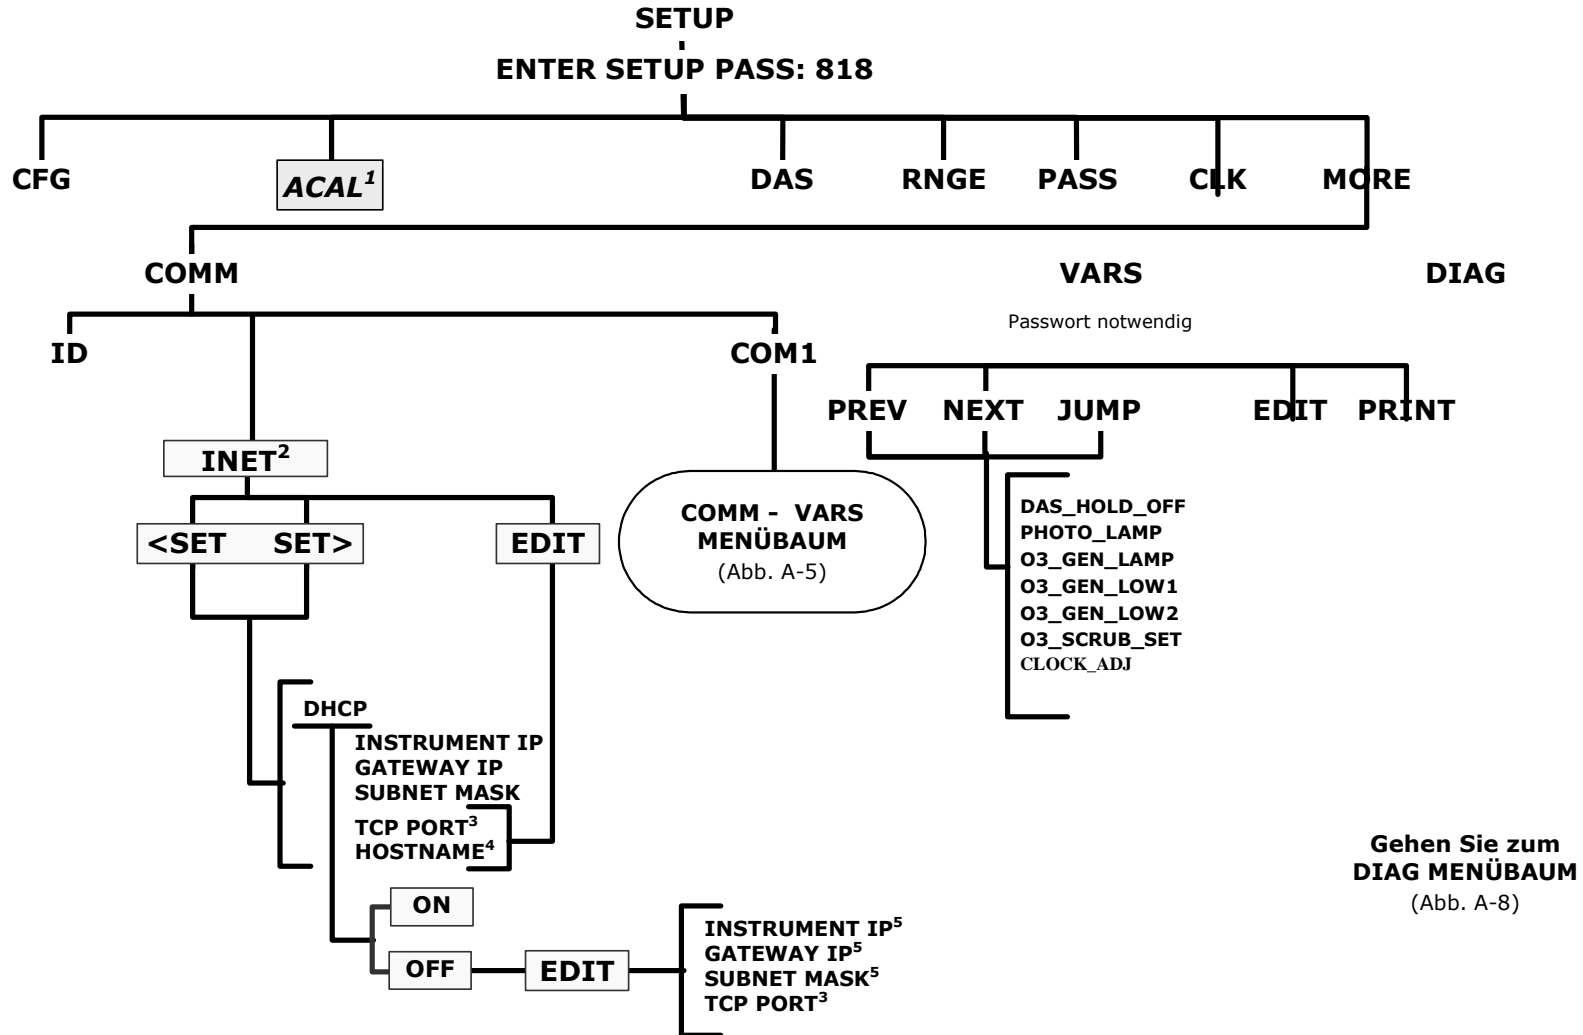 SETUP
ENTER SETUP PASS: 818
CFG
ACAL¹
DAS
RNGE
PASS
CLK
MORE
COMM
VARS
DIAG
Passwort notwendig
ID
COM1
PREV
NEXT
JUMP
EDIT
PRINT
INET²
<SET SET>
EDIT
COMM - VARS
MENÜBAUM
(Abb. A-5)
DAS_HOLD_OFF
PHOTO_LAMP
O3_GEN_LAMP
O3_GEN_LOW1
O3_GEN_LOW2
O3_SCRUB_SET
CLOCK_ADJ
DHCP
INSTRUMENT IP
GATEWAY IP
SUBNET MASK
TCP PORT³
HOSTNAME⁴
ON
OFF
EDIT
INSTRUMENT IP⁵
GATEWAY IP⁵
SUBNET MASK⁵
TCP PORT³
Gehen Sie zum
DIAG MENÜBAUM
(Abb. A-8)